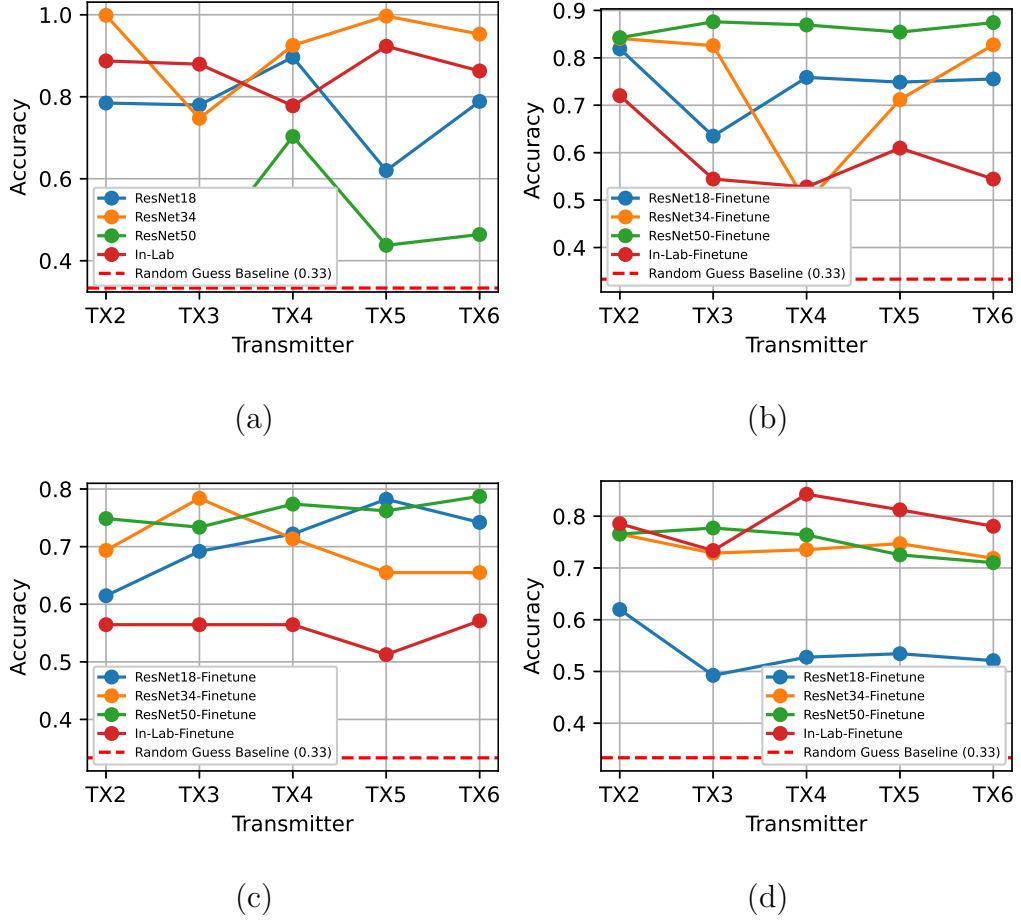 1.0
0.8
0.6
0.4
Accuracy
ResNet18
ResNet34
ResNet50
In-Lab
Random Guess Baseline (0.33)
TX2 TX3 TX4 TX5 TX6
Transmitter
(a)
0.9
0.8
0.7
0.6
0.5
0.4
Accuracy
ResNet18-Finetune
ResNet34-Finetune
ResNet50-Finetune
In-Lab-Finetune
Random Guess Baseline (0.33)
TX2 TX3 TX4 TX5 TX6
Transmitter
(b)
0.8
0.7
0.6
0.5
0.4
Accuracy
ResNet18-Finetune
ResNet34-Finetune
ResNet50-Finetune
In-Lab-Finetune
Random Guess Baseline (0.33)
TX2 TX3 TX4 TX5 TX6
Transmitter
(c)
0.8
0.7
0.6
0.5
0.4
Accuracy
ResNet18-Finetune
ResNet34-Finetune
ResNet50-Finetune
In-Lab-Finetune
Random Guess Baseline (0.33)
TX2 TX3 TX4 TX5 TX6
Transmitter
(d)